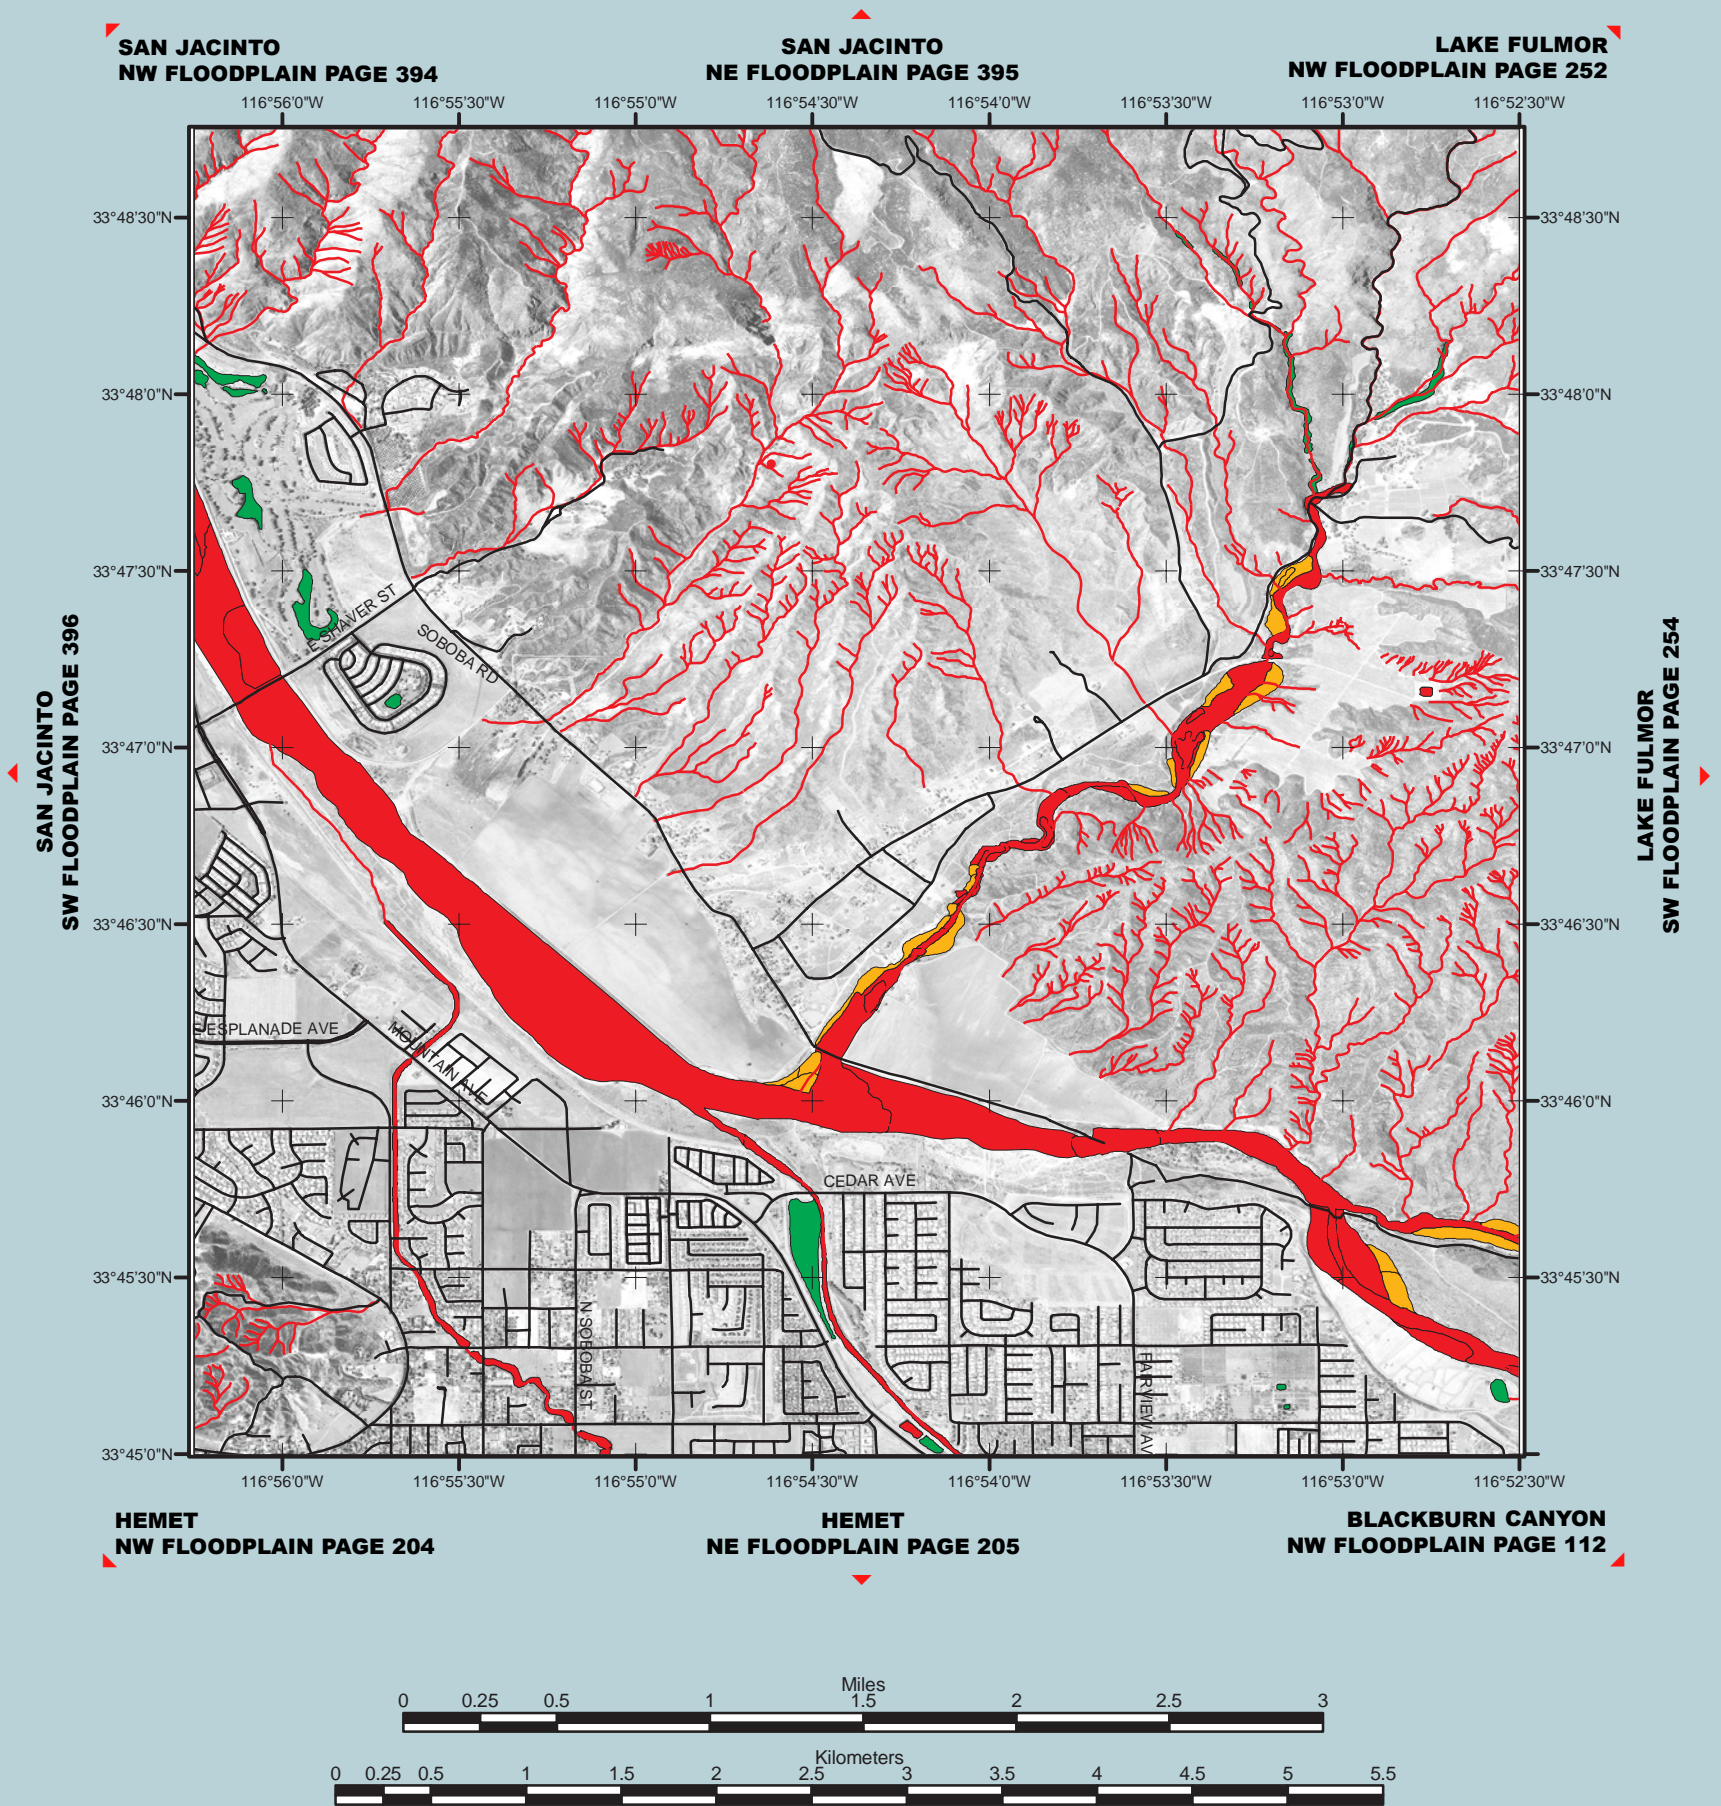 SAN JACINTO
NW FLOODPLAIN PAGE 394
SAN JACINTO
NE FLOODPLAIN PAGE 395
LAKE FULMOR
NW FLOODPLAIN PAGE 252
116°56'0"W
116°55'30"W
116°55'0"W
116°54'30"W
116°54'0"W
116°53'30"W
116°53'0"W
116°52'30"W
33°48'30"N
33°48'30"N
33°48'0"N
33°48'0"N
33°47'30"N
33°47'30"N
E SHAVER ST
SOBOBA RD
SAN JACINTO
SW FLOODPLAIN PAGE 396
LAKE FULMOR
SW FLOODPLAIN PAGE 254
33°47'0"N
33°47'0"N
33°46'30"N
33°46'30"N
E ESPLANADE AVE
MOUNTAIN AVE
33°46'0"N
33°46'0"N
CEDAR AVE
33°45'30"N
33°45'30"N
N SOBOBA ST
FARVIEW AV
33°45'0"N
116°56'0"W
116°55'30"W
116°55'0"W
116°54'30"W
116°54'0"W
116°53'30"W
116°53'0"W
116°52'30"W
HEMET
NW FLOODPLAIN PAGE 204
HEMET
NE FLOODPLAIN PAGE 205
BLACKBURN CANYON
NW FLOODPLAIN PAGE 112
Miles
0 0.25 0.5 1 1.5 2 2.5 3
Kilometers
0 0.25 0.5 1 1.5 2 2.5 3 3.5 4 4.5 5 5.5